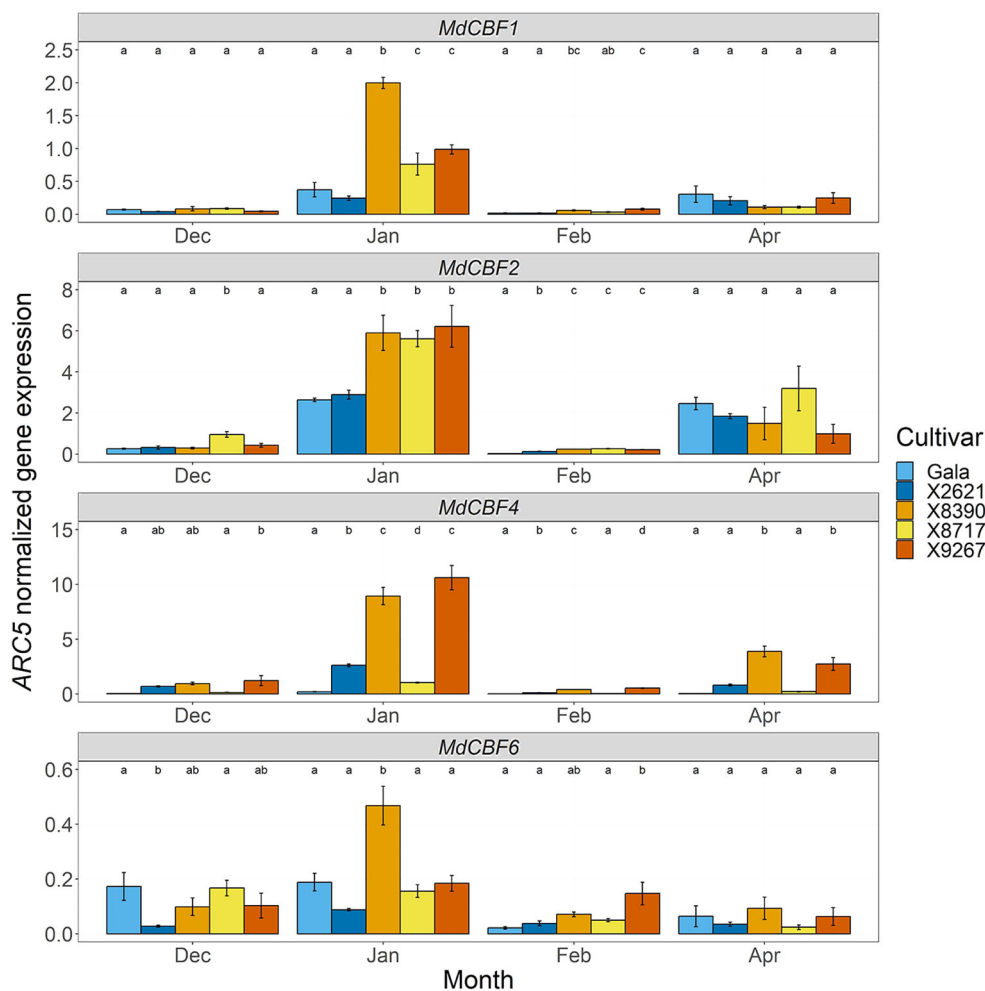 MdCBF1
a a a a a a a b c c a a bc ab c a a a a a
2.5
2.0
1.5
1.0
0.5
0.0
Dec Jan Feb Apr
MdCBF2
a a a b a a a b b b a b c c c a a a a a
8
6
4
2
0
Dec Jan Feb Apr
MdCBF4
a ab ab a b a b c d c a b c a d a a b a b
15
10
5
0
Dec Jan Feb Apr
MdCBF6
a b ab a ab a a b a a a a ab a b a a a a a
0.6
0.4
0.2
0.0
Dec Jan Feb Apr
Month
ARC5 normalized gene expression
Cultivar
Gala
X2621
X8390
X8717
X9267